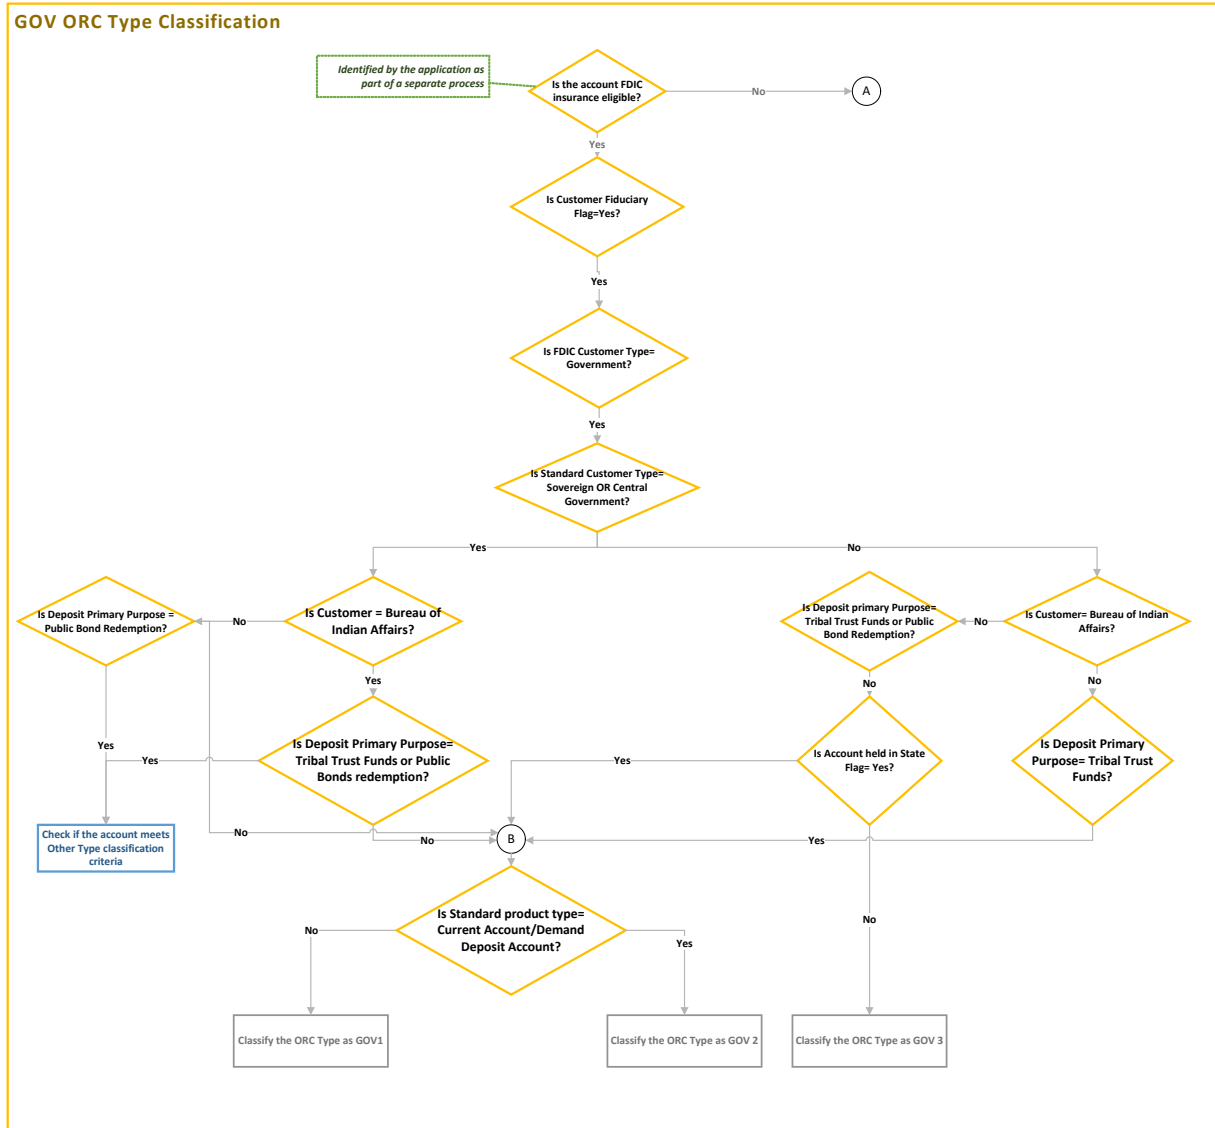 GOV ORC Type Classification
Identified by the application as
part of a separate process
Is the account FDIC
insurance eligible?
No
A
Yes
Is Customer Fiduciary
Flag=Yes?
Yes
Is FDIC Customer Type=
Government?
Yes
Is Standard Customer Type=
Sovereign OR Central
Government?
Yes
No
Is Deposit Primary Purpose =
Public Bond Redemption?
No
Is Customer = Bureau of
Indian Affairs?
Is Deposit primary Purpose=
Tribal Trust Funds or Public
Bond Redemption?
No
Is Customer= Bureau of Indian
Affairs?
Yes
No
No
Yes
Yes
Is Deposit Primary Purpose=
Tribal Trust Funds or Public
Bonds redemption?
Yes
Is Account held in State
Flag= Yes?
Is Deposit Primary
Purpose= Tribal Trust
Funds?
Check if the account meets
Other Type classification
criteria
No
No
B
Yes
Is Standard product type=
Current Account/Demand
Deposit Account?
No
Yes
No
Classify the ORC Type as GOV1
Classify the ORC Type as GOV 2
Classify the ORC Type as GOV 3